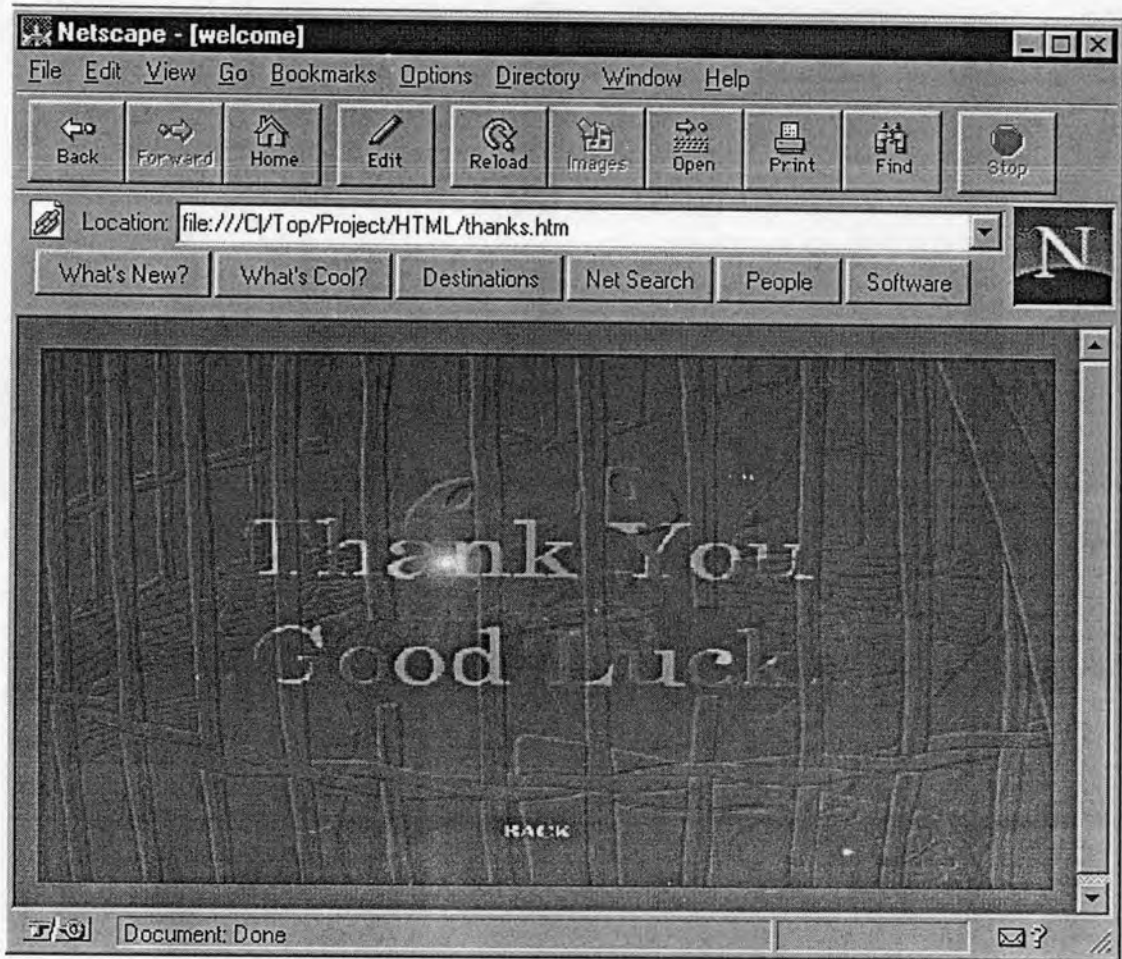 Netscape - [welcome]
File Edit View Go Bookmarks Options Directory Window Help
Back Forward Home Edit Reload Images Open Print Find Stop
Location: file:///C|/Top/Project/HTML/thanks.htm
N
What's New? What's Cool? Destinations Net Search People Software
Thank You
Good Luck
BACK
Document: Done
?